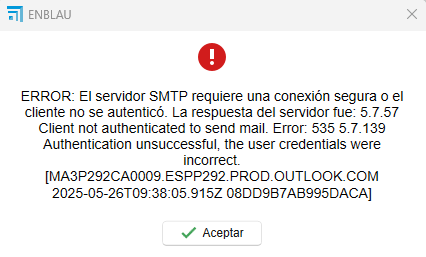 ENBLAU
ERROR: El servidor SMTP requiere una conexión segura o el
cliente no se autenticó. La respuesta del servidor fue: 5.7.57
Client not authenticated to send mail. Error: 535 5.7.139
Authentication unsuccessful, the user credentials were
incorrect.
[MA3P292CA0009.ESPP292.PROD.OUTLOOK.COM
2025-05-26T09:38:05.915Z 08DD9B7AB995DACA]
Aceptar